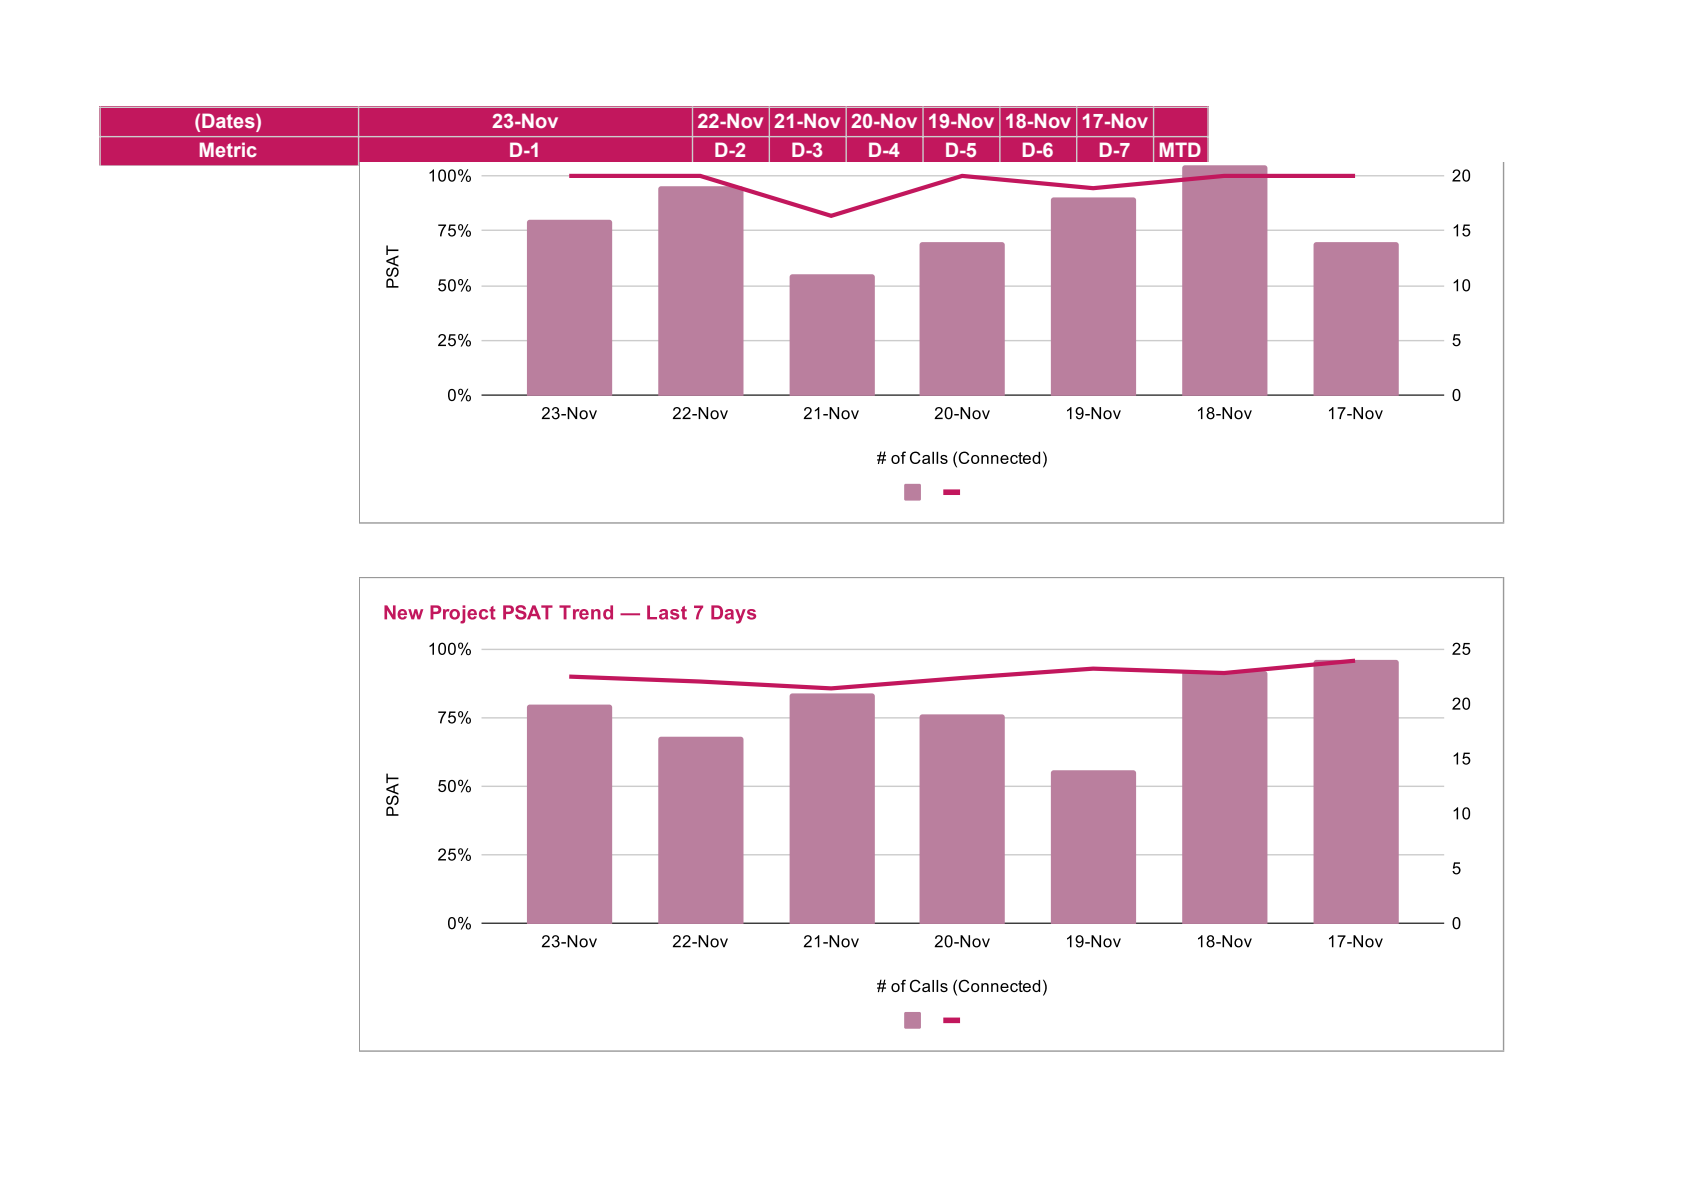 (Dates) 23-Nov 22-Nov 21-Nov 20-Nov 19-Nov 18-Nov 17-Nov
Metric D-1 D-2 D-3 D-4 D-5 D-6 D-7 MTD
100% 20
75% 15
PSAT
50% 10
25% 5
0% 0
23-Nov 22-Nov 21-Nov 20-Nov 19-Nov 18-Nov 17-Nov
# of Calls (Connected)
New Project PSAT Trend — Last 7 Days
100% 25
75% 20
15
PSAT
50% 10
25% 5
0% 0
23-Nov 22-Nov 21-Nov 20-Nov 19-Nov 18-Nov 17-Nov
# of Calls (Connected)